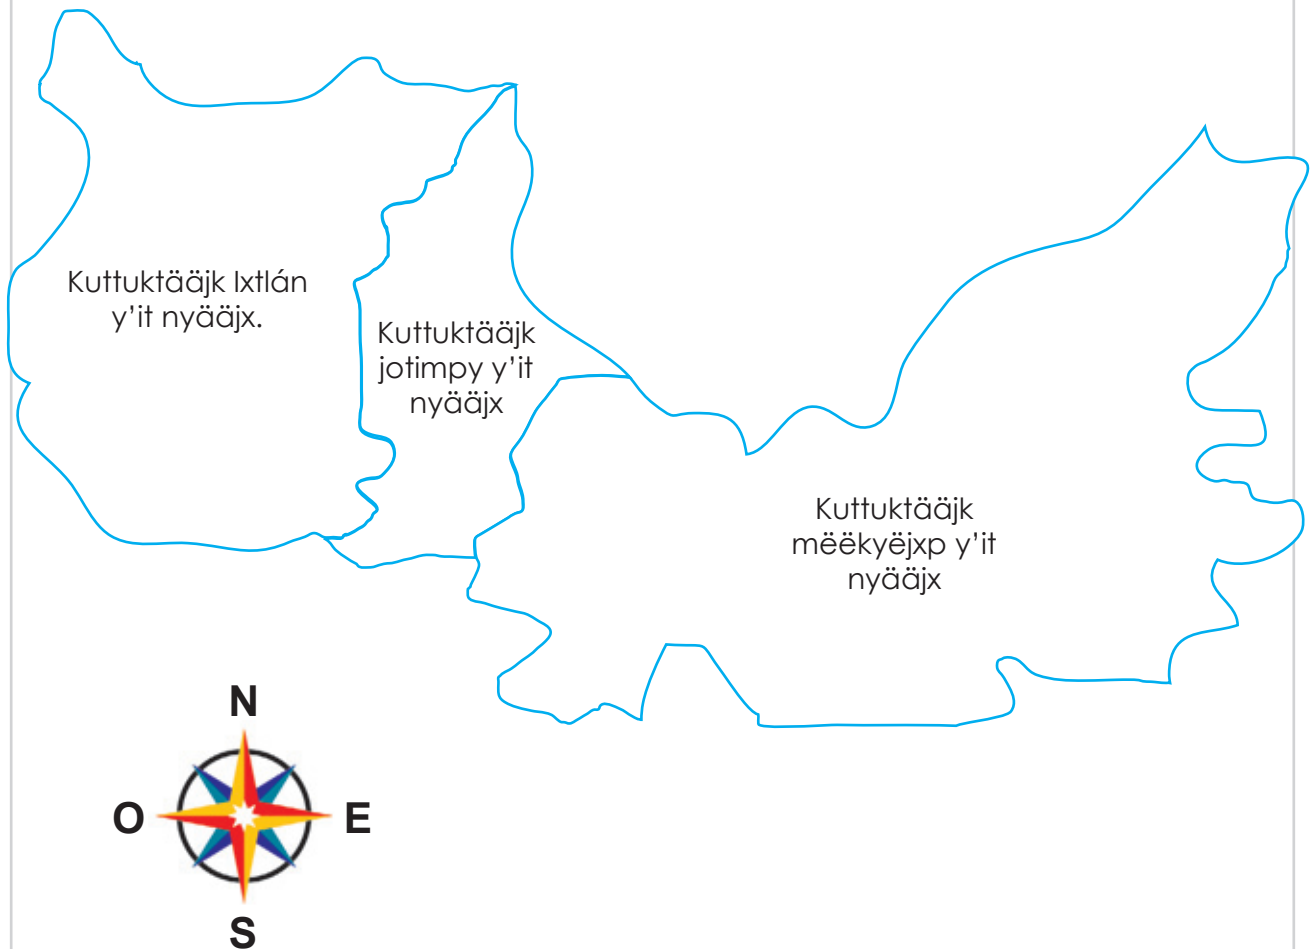 Kuttuktääjk Ixtlán
y'it nyääjx.
Kuttuktääjk
jotimpy y'it
nyääjx
Kuttuktääjk
mëëkyëjxp y'it
nyääjx
N
O
E
S